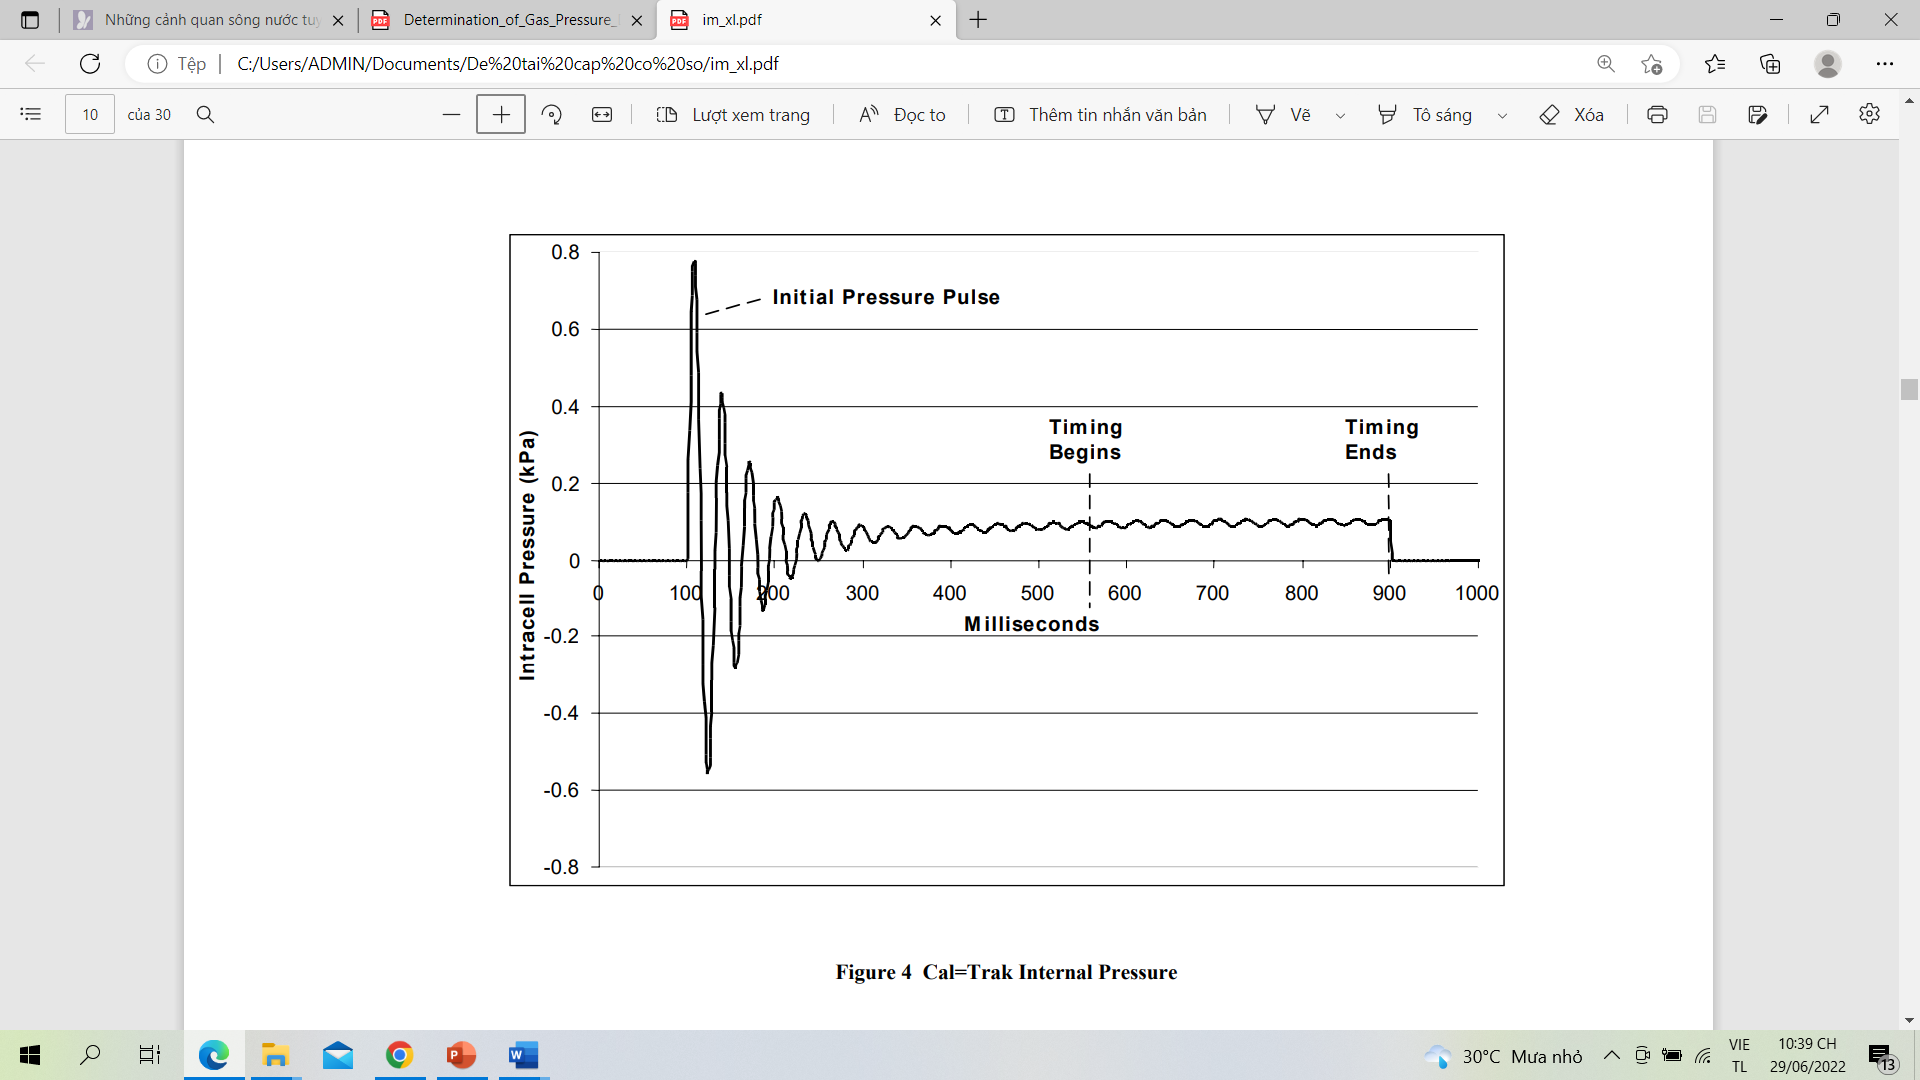 Những cảnh quan sông nước tuy
Determination_of_Gas_Pressure_
im_xl.pdf
Tệp
C:/Users/ADMIN/Documents/De%20tai%20cap%20co%20so/im_xl.pdf
10
của 30
Lượt xem trang
Đọc to
Thêm tin nhắn văn bản
Vẽ
Tô sáng
Xóa
0.8
Initial Pressure Pulse
0.6
0.4
Timing
Begins
Timing
Ends
Intracell Pressure (kPa)
0.2
0
0 100 200 300 400 500 600 700 800 900 1000
Milliseconds
-0.2
-0.4
-0.6
-0.8
Figure 4 Cal=Trak Internal Pressure
30°C Mưa nhỏ
VIE
TL
10:39 CH
29/06/2022
13